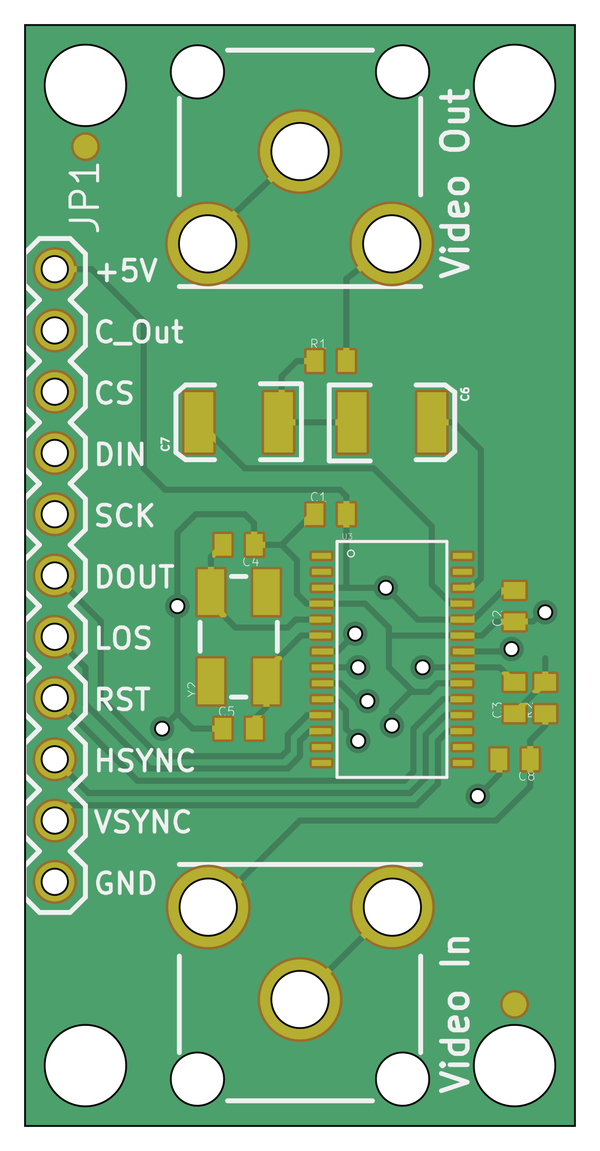 Video Out
JP1
+5V
C_Out
R1
CS
C6
C7
DIN
C1
SCK
U3
C4
DOUT
C2
LOS
Y2
RST
C5
C3
R2
HSYNC
C8
VSYNC
GND
Video In